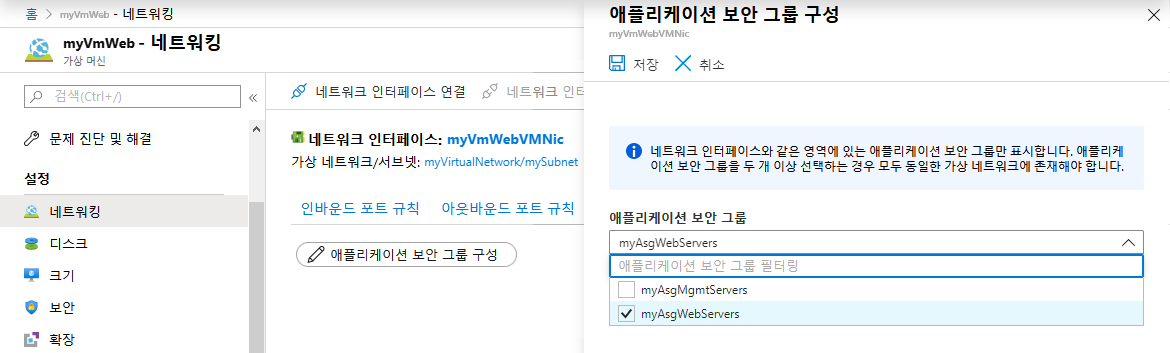 홈 > myVmWeb - 네트워킹
myVmWeb - 네트워킹
가상 머신
검색(Ctrl+/)
«
문제 진단 및 해결
설정
네트워킹
디스크
크기
보안
확장
네트워크 인터페이스 연결
네트워크 인터
네트워크 인터페이스: myVmWebVMNic
가상 네트워크/서브넷: myVirtualNetwork/mySubnet
인바운드 포트 규칙
아웃바운드 포트 규칙
애플리케이션 보안 그룹 구성
애플리케이션 보안 그룹 구성
myVmWebVMNic
저장
취소
네트워크 인터페이스와 같은 영역에 있는 애플리케이션 보안 그룹만 표시합니다. 애플리케
이션 보안 그룹을 두 개 이상 선택하는 경우 모두 동일한 가상 네트워크에 존재해야 합니다.
애플리케이션 보안 그룹
myAsgWebServers
애플리케이션 보안 그룹 필터링
myAsgMgmtServers
myAsgWebServers